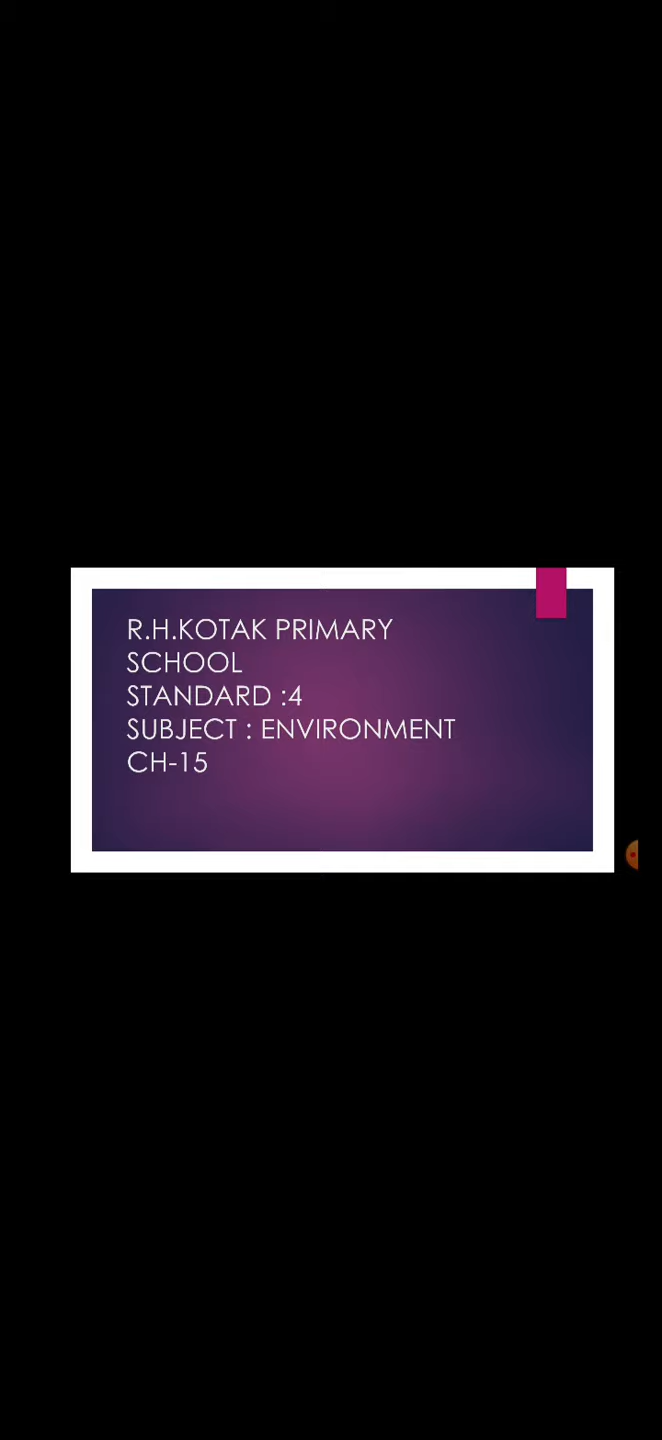 R.H.KOTAK PRIMARY
SCHOOL
STANDARD :4
SUBJECT : ENVIRONMENT
CH-15